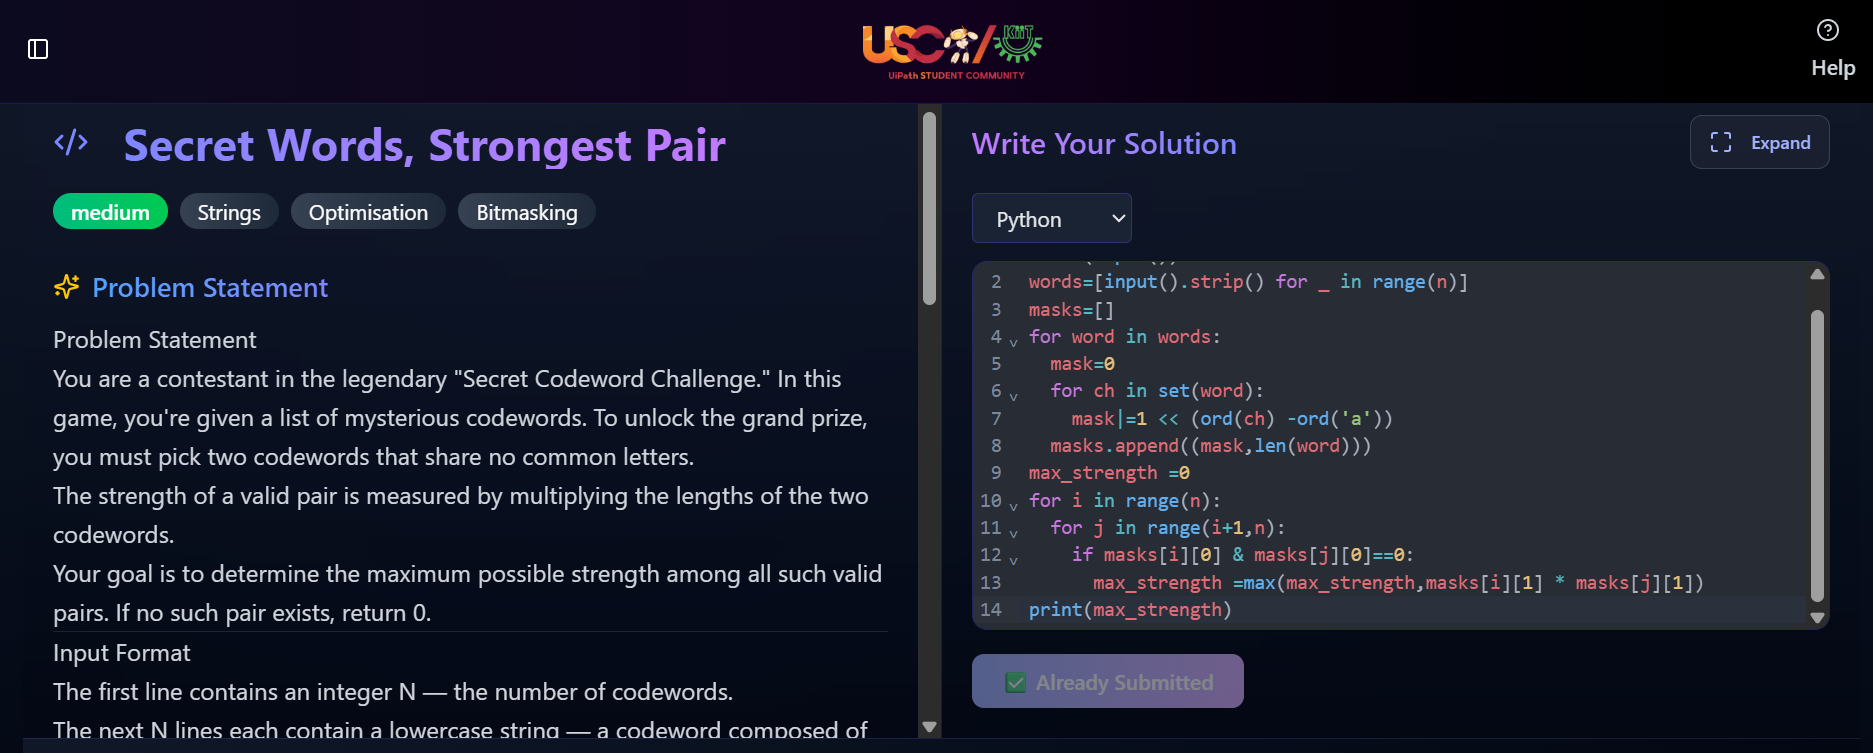 USC/KIIT
UiPath STUDENT COMMUNITY
Help
</> Secret Words, Strongest Pair
medium Strings Optimisation Bitmasking
Problem Statement
Problem Statement
You are a contestant in the legendary "Secret Codeword Challenge." In this
game, you're given a list of mysterious codewords. To unlock the grand prize,
you must pick two codewords that share no common letters.
The strength of a valid pair is measured by multiplying the lengths of the two
codewords.
Your goal is to determine the maximum possible strength among all such valid
pairs. If no such pair exists, return 0.
Input Format
The first line contains an integer N — the number of codewords.
The next N lines each contain a lowercase string — a codeword composed of
Write Your Solution
Expand
Python
2 words=[input().strip() for _ in range(n)]
3 masks=[]
4 for word in words:
5 mask=0
6 for ch in set(word):
7 mask|=1 << (ord(ch) -ord('a'))
8 masks.append((mask,len(word)))
9 max_strength =0
10 for i in range(n):
11 for j in range(i+1,n):
12 if masks[i][0] & masks[j][0]==0:
13 max_strength =max(max_strength,masks[i][1] * masks[j][1])
14 print(max_strength)
✅ Already Submitted